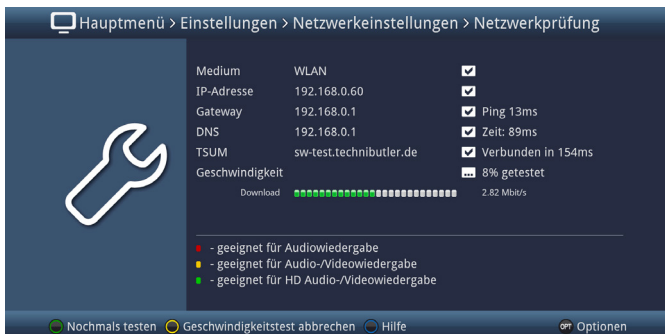 Hauptmenü > Einstellungen > Netzwerkeinstellungen > Netzwerkprüfung
Medium WLAN
IP-Adresse 192.168.0.60
Gateway 192.168.0.1 Ping 13ms
DNS 192.168.0.1 Zeit: 89ms
TSUM sw-test.technibutler.de Verbunden in 154ms
Geschwindigkeit ... 8% getestet
Download 2.82 Mbit/s
- geeignet für Audiowiedergabe
- geeignet für Audio-/Videowiedergabe
- geeignet für HD Audio-/Videowiedergabe
Nochmals testen Geschwindigkeitstest abbrechen Hilfe OPT Optionen